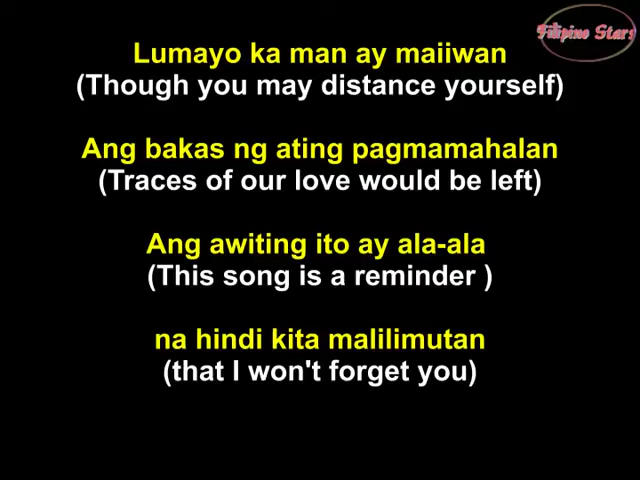 Filipino Stars
Lumayo ka man ay maiiwan
(Though you may distance yourself)
Ang bakas ng ating pagmamahalan
(Traces of our love would be left)
Ang awiting ito ay ala-ala
(This song is a reminder )
na hindi kita malilimutan
(that I won't forget you)